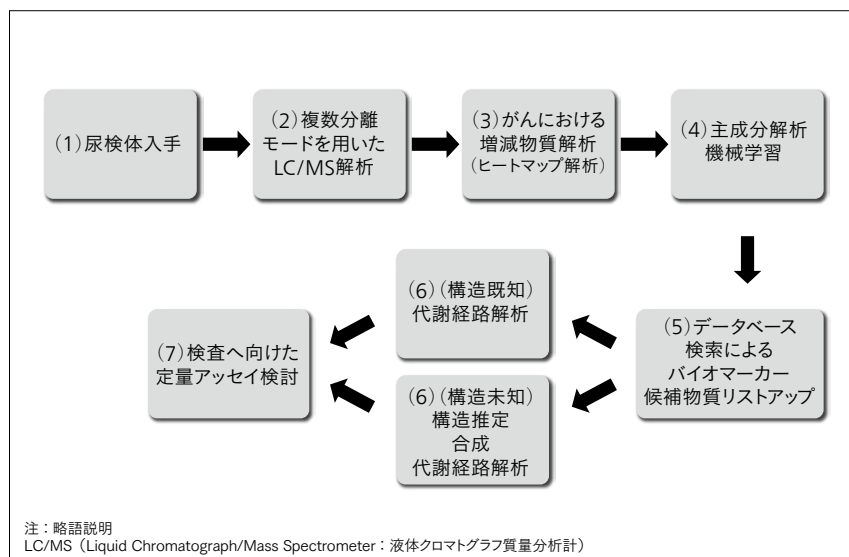 (1)尿検体入手
(2)複数分離
モードを用いた
LC/MS解析
(3)がんにおける
増減物質解析
(ヒートマップ解析)
(4)主成分解析
機械学習
(5)データベース
検索による
バイオマーカー
候補物質リストアップ
(6)(構造既知)
代謝経路解析
(6)(構造未知)
構造推定
合成
代謝経路解析
(7)検査へ向けた
定量アッセイ検討
注：略語説明
LC/MS（Liquid Chromatograph/Mass Spectrometer：液体クロマトグラフ質量分析計）